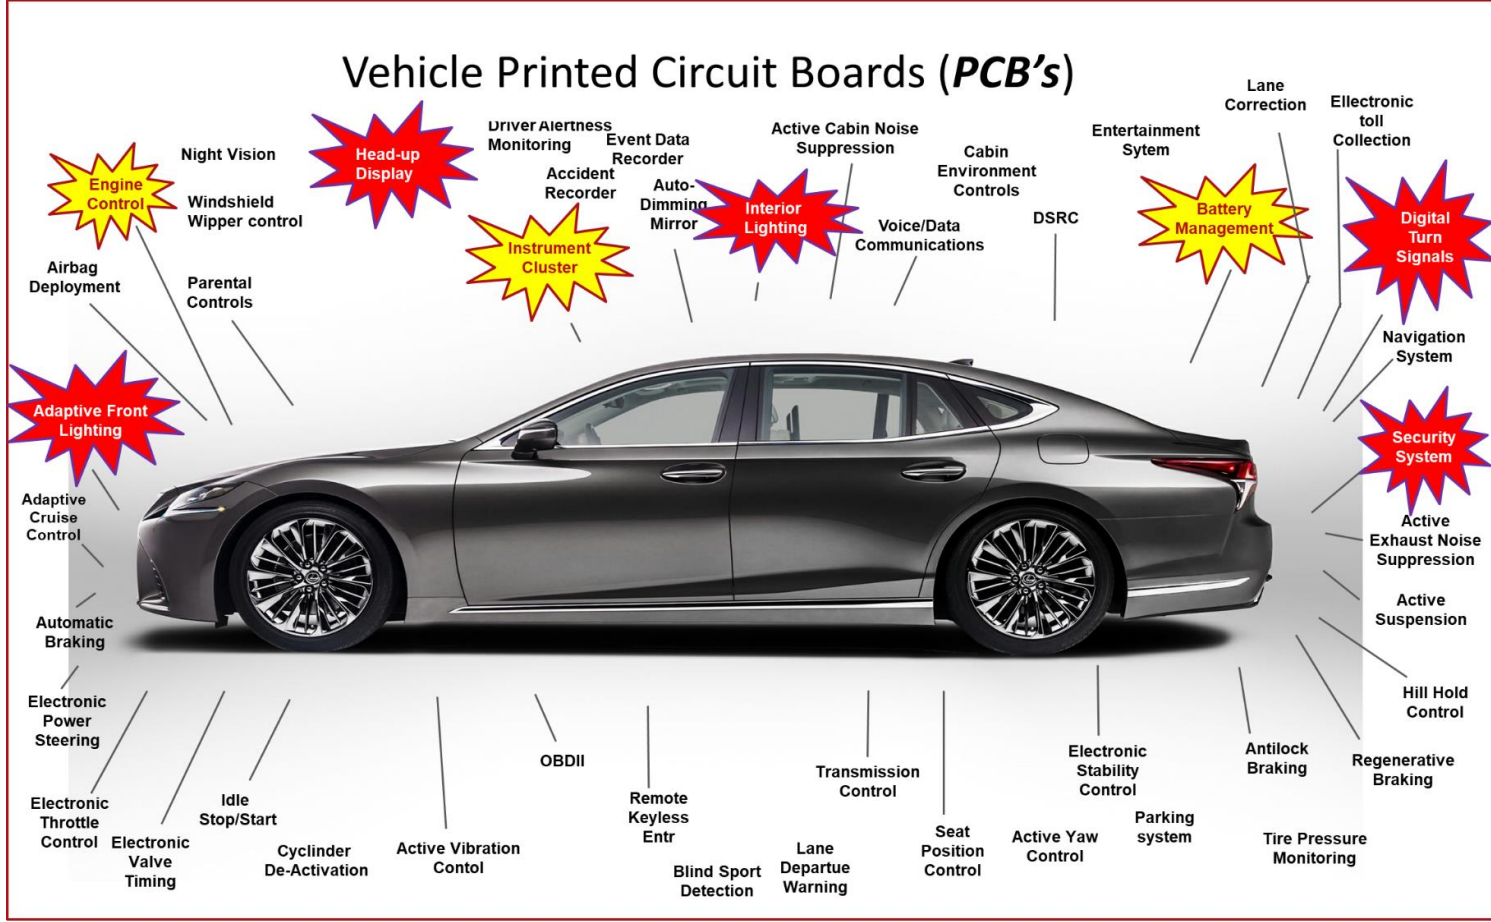 Vehicle Printed Circuit Boards (PCB's)
Lane
Correction
Ellectronic
toll
Collection
Driver Alertness
Monitoring
Event Data
Recorder
Active Cabin Noise
Suppression
Entertainment
Sytem
Night Vision
Head-up
Display
Cabin
Environment
Controls
Engine
Control
Accident
Recorder
Auto-
Dimming
Mirror
Windshield
Wipper control
Interior
Lighting
Battery
Management
DSRC
Digital
Turn
Signals
Voice/Data
Communications
Instrument
Cluster
Airbag
Deployment
Parental
Controls
Navigation
System
Adaptive Front
Lighting
Security
System
Adaptive
Cruise
Control
Active
Exhaust Noise
Suppression
Active
Suspension
Automatic
Braking
Hill Hold
Control
Electronic
Power
Steering
OBDII
Electronic
Stability
Control
Antilock
Braking
Regenerative
Braking
Transmission
Control
Electronic
Throttle
Control
Idle
Stop/Start
Remote
Keyless
Entr
Parking
system
Electronic
Valve
Timing
Cyclinder
De-Activation
Active Vibration
Contol
Blind Sport
Detection
Lane
Departue
Warning
Seat
Position
Control
Active Yaw
Control
Tire Pressure
Monitoring